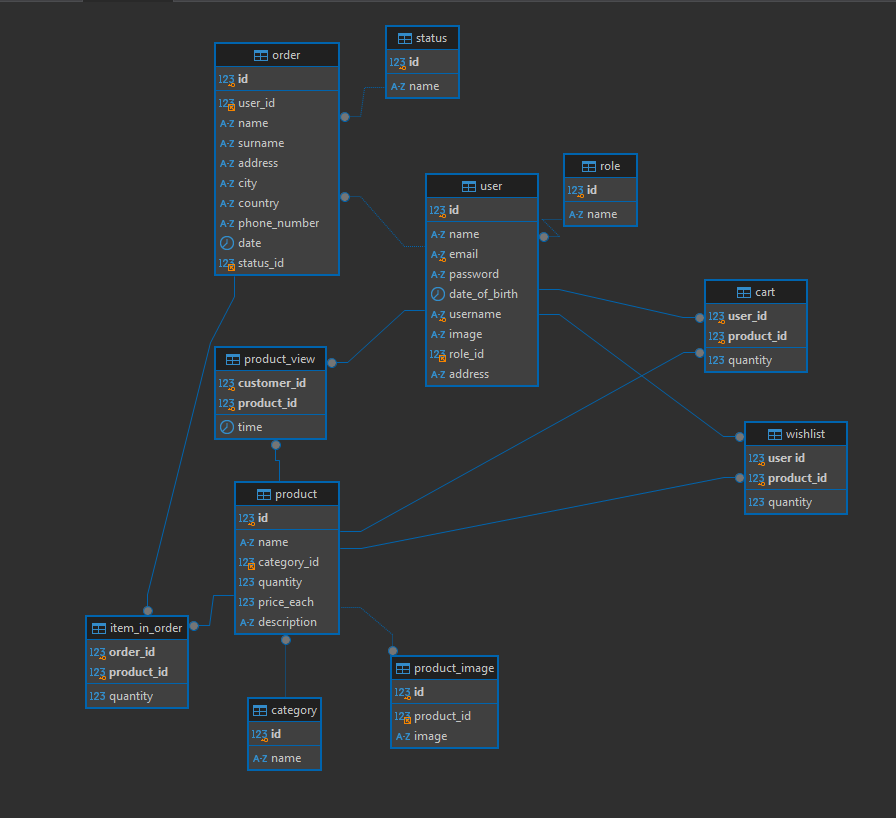 status
123 id
A-Z name
order
123 id
123 user_id
A-Z name
A-Z surname
A-Z address
A-Z city
A-Z country
A-Z phone_number
date
123 status_id
role
123 id
A-Z name
user
123 id
A-Z name
A-Z email
A-Z password
date_of_birth
A-Z username
A-Z image
123 role_id
A-Z address
cart
123 user_id
123 product_id
123 quantity
product_view
123 customer_id
123 product_id
time
wishlist
123 user id
123 product_id
123 quantity
product
123 id
A-Z name
123 category_id
123 quantity
123 price_each
A-Z description
item_in_order
123 order_id
123 product_id
123 quantity
product_image
123 id
123 product_id
A-Z image
category
123 id
A-Z name